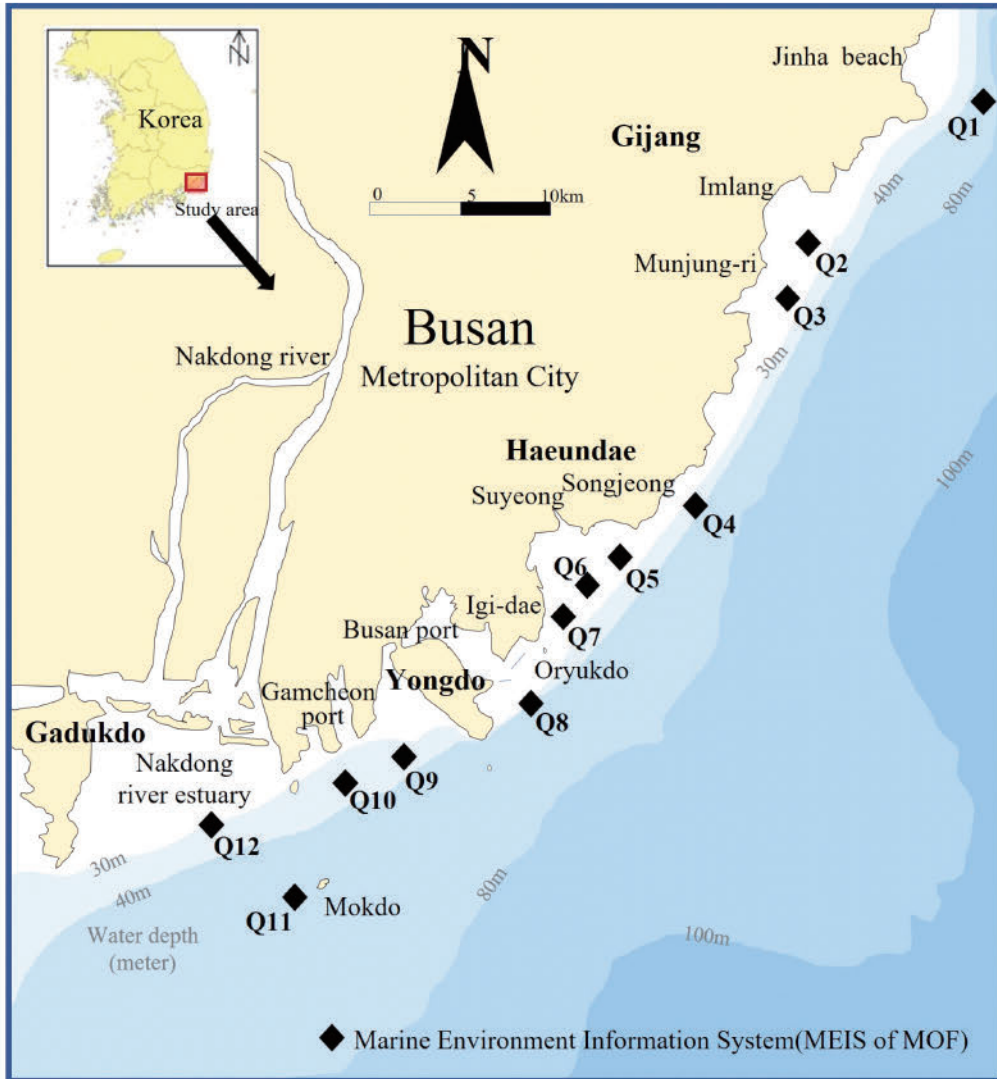 N
Korea
Study area
N
0 5 10km
Jinha beach
Q1
Gijang
40m
80m
Imlang
Q2
Munjung-ri
Q3
30m
Busan
Metropolitan City
Nakdong river
Haeundae
Songjeong
Suyeong
100m
Q4
Q5
Q6
Igi-dae
Q7
Busan port
Oryukdo
Yongdo
Gamcheon
port
Q8
Gadukdo
Nakdong
river estuary
Q9
Q10
Q12
30m
40m
80m
Q11
Mokdo
Water depth
(meter)
100m
Marine Environment Information System(MEIS of MOF)